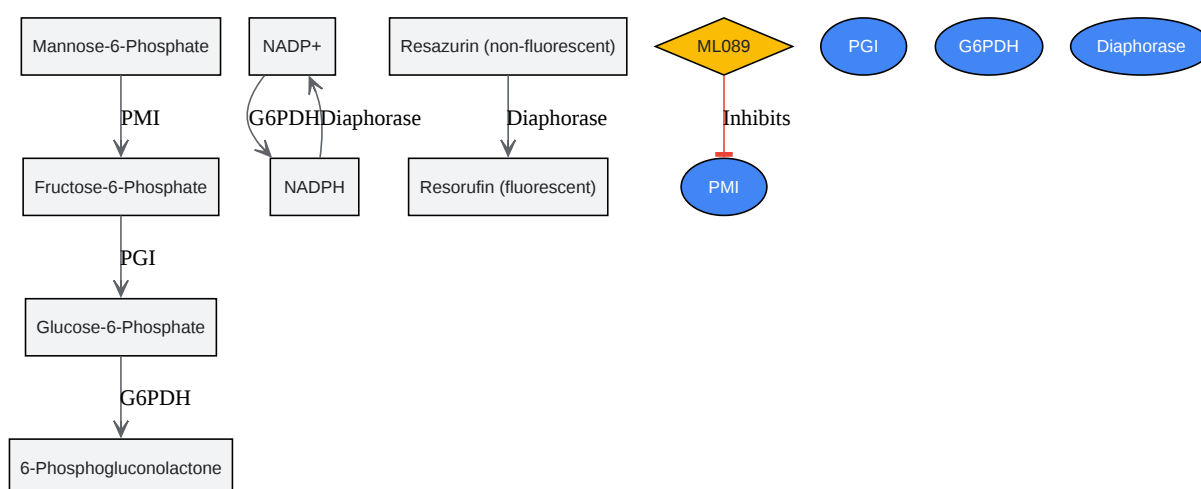 Mannose-6-Phosphate
NADP+
Resazurin (non-fluorescent)
ML089
PGI
G6PDH
Diaphorase
PMI
G6PDH
Diaphorase
Diaphorase
Inhibits
Fructose-6-Phosphate
NADPH
Resorufin (fluorescent)
PMI
PGI
Glucose-6-Phosphate
G6PDH
6-Phosphogluconolactone